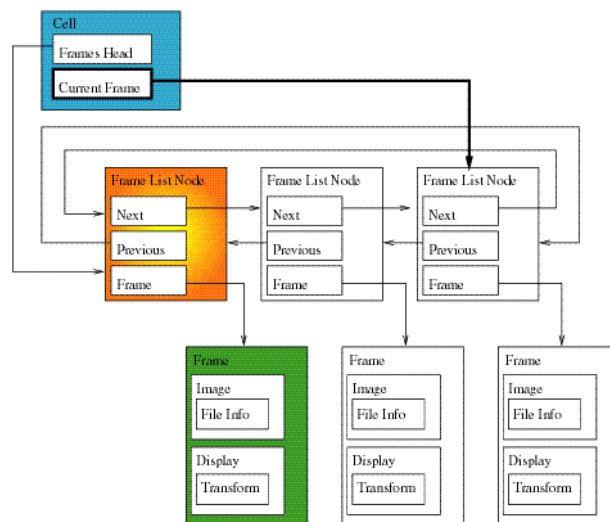 Cell
Frames Head
Current Frame
Frame List Node
Frame List Node
Frame List Node
Next
Next
Next
Previous
Previous
Previous
Frame
Frame
Frame
Frame
Frame
Frame
Image
Image
Image
File Info
File Info
File Info
Display
Display
Display
Transform
Transform
Transform